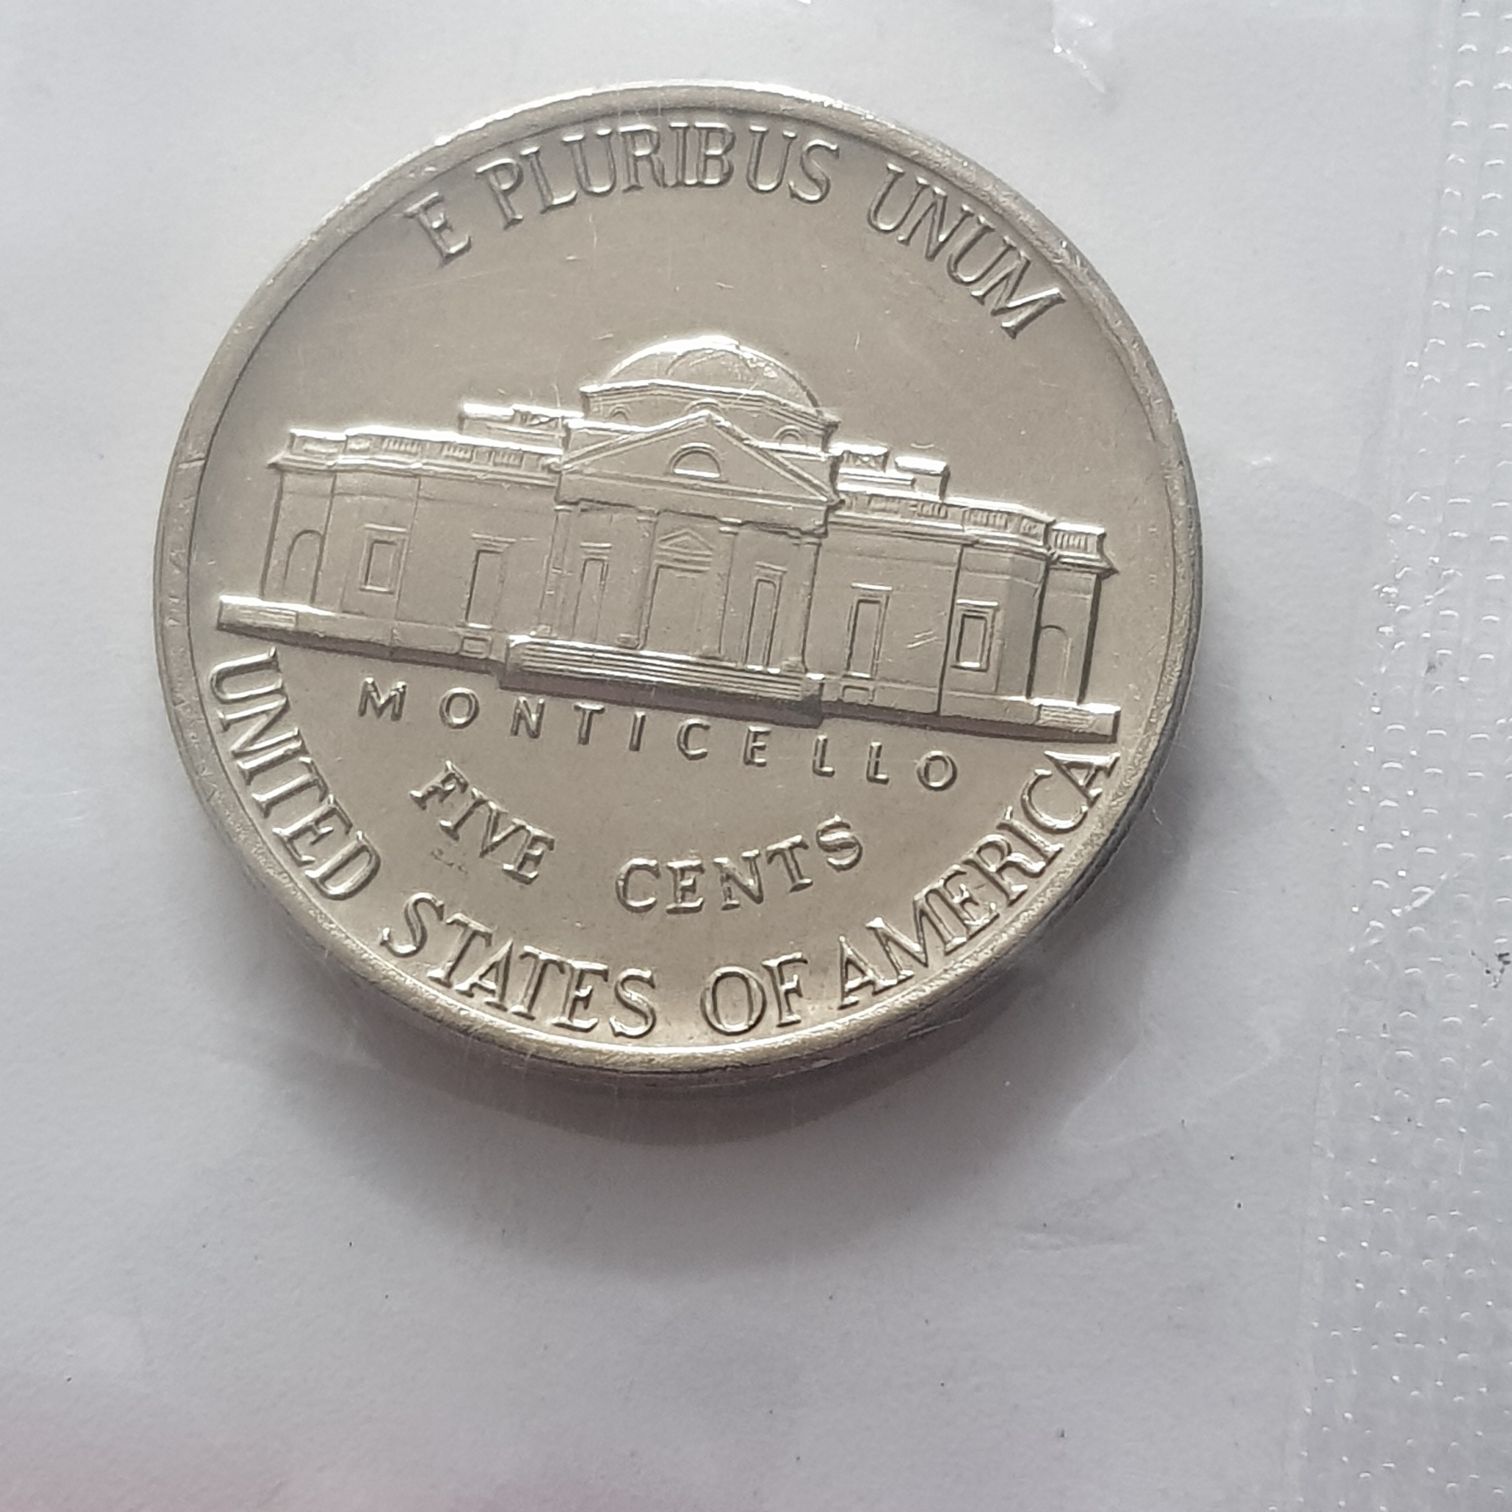 E PLURIBUS UNUM
MONTICELLO
FIVE CENTS
UNITED STATES OF AMERICA